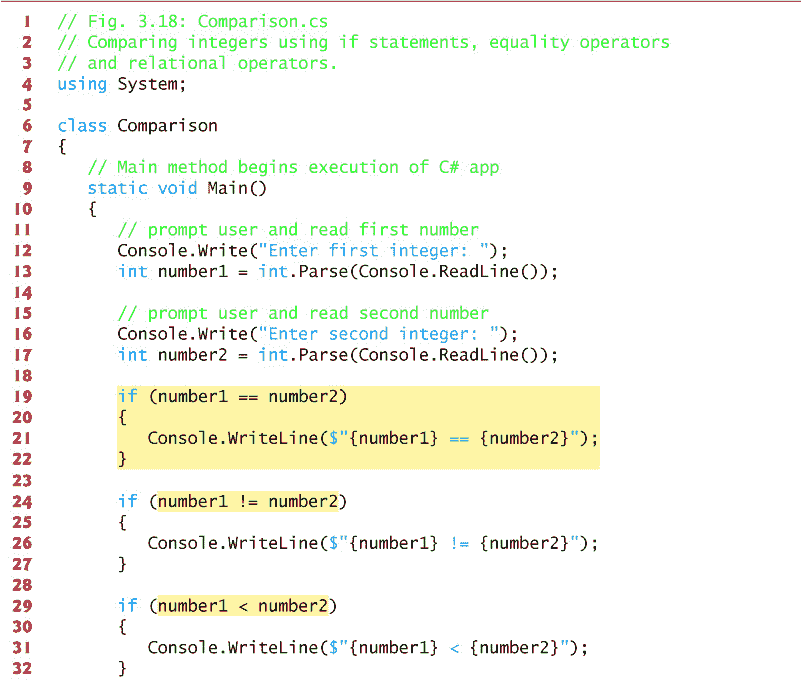 1 // Fig. 3.18: Comparison.cs
2 // Comparing integers using if statements, equality operators
3 // and relational operators.
4 using System;
5
6 class Comparison
7 {
8 // Main method begins execution of C# app
9 static void Main()
10 {
11 // prompt user and read first number
12 Console.Write("Enter first integer: ");
13 int number1 = int.Parse(Console.ReadLine());
14
15 // prompt user and read second number
16 Console.Write("Enter second integer: ");
17 int number2 = int.Parse(Console.ReadLine());
18
19 if (number1 == number2)
20 {
21 Console.WriteLine($"{number1} == {number2}");
22 }
23
24 if (number1 != number2)
25 {
26 Console.WriteLine($"{number1} != {number2}");
27 }
28
29 if (number1 < number2)
30 {
31 Console.WriteLine($"{number1} < {number2}");
32 }